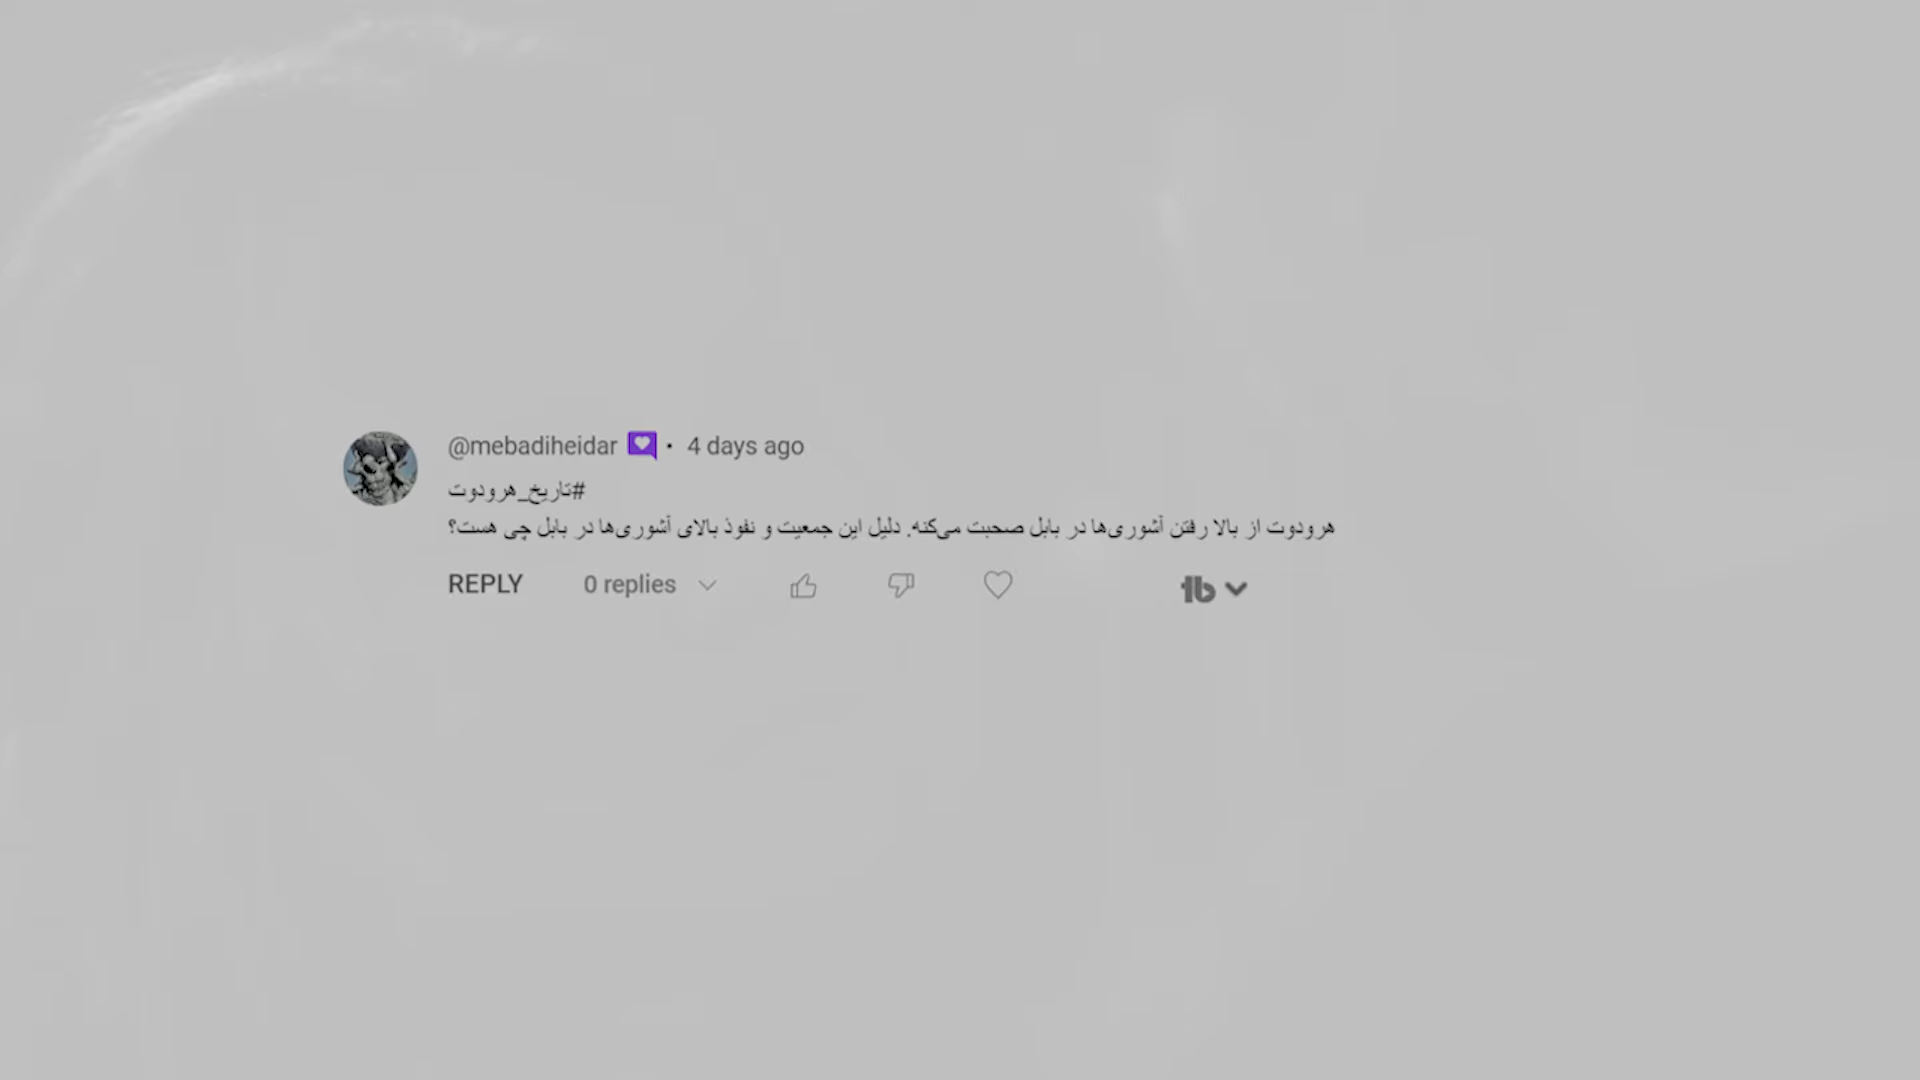 @mebadiheidar • 4 days ago
#تاریخ_هرودوت
هرودوت از بالا رفتن آشوری‌ها در بابل صحبت می‌کنه. دلیل این جمعیت و نفوذ بالای آشوری‌ها در بابل چی هست؟
REPLY 0 replies